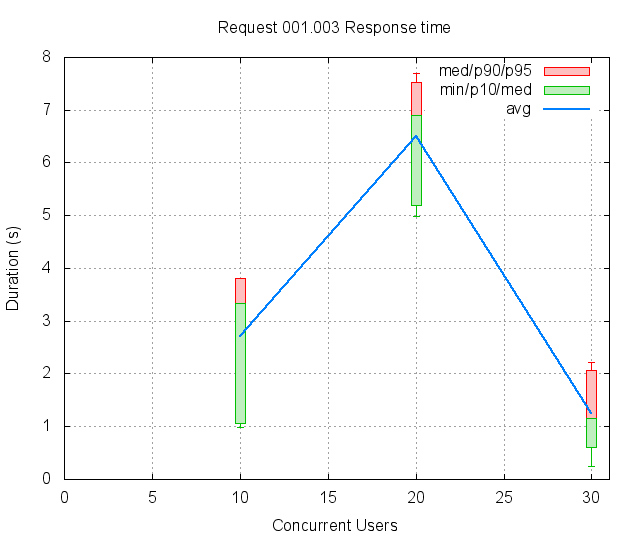 Request 001.003 Response time
med/p90/p95
min/p10/med
avg
8
7
6
5
4
3
2
1
0
Duration (s)
0 5 10 15 20 25 30
Concurrent Users